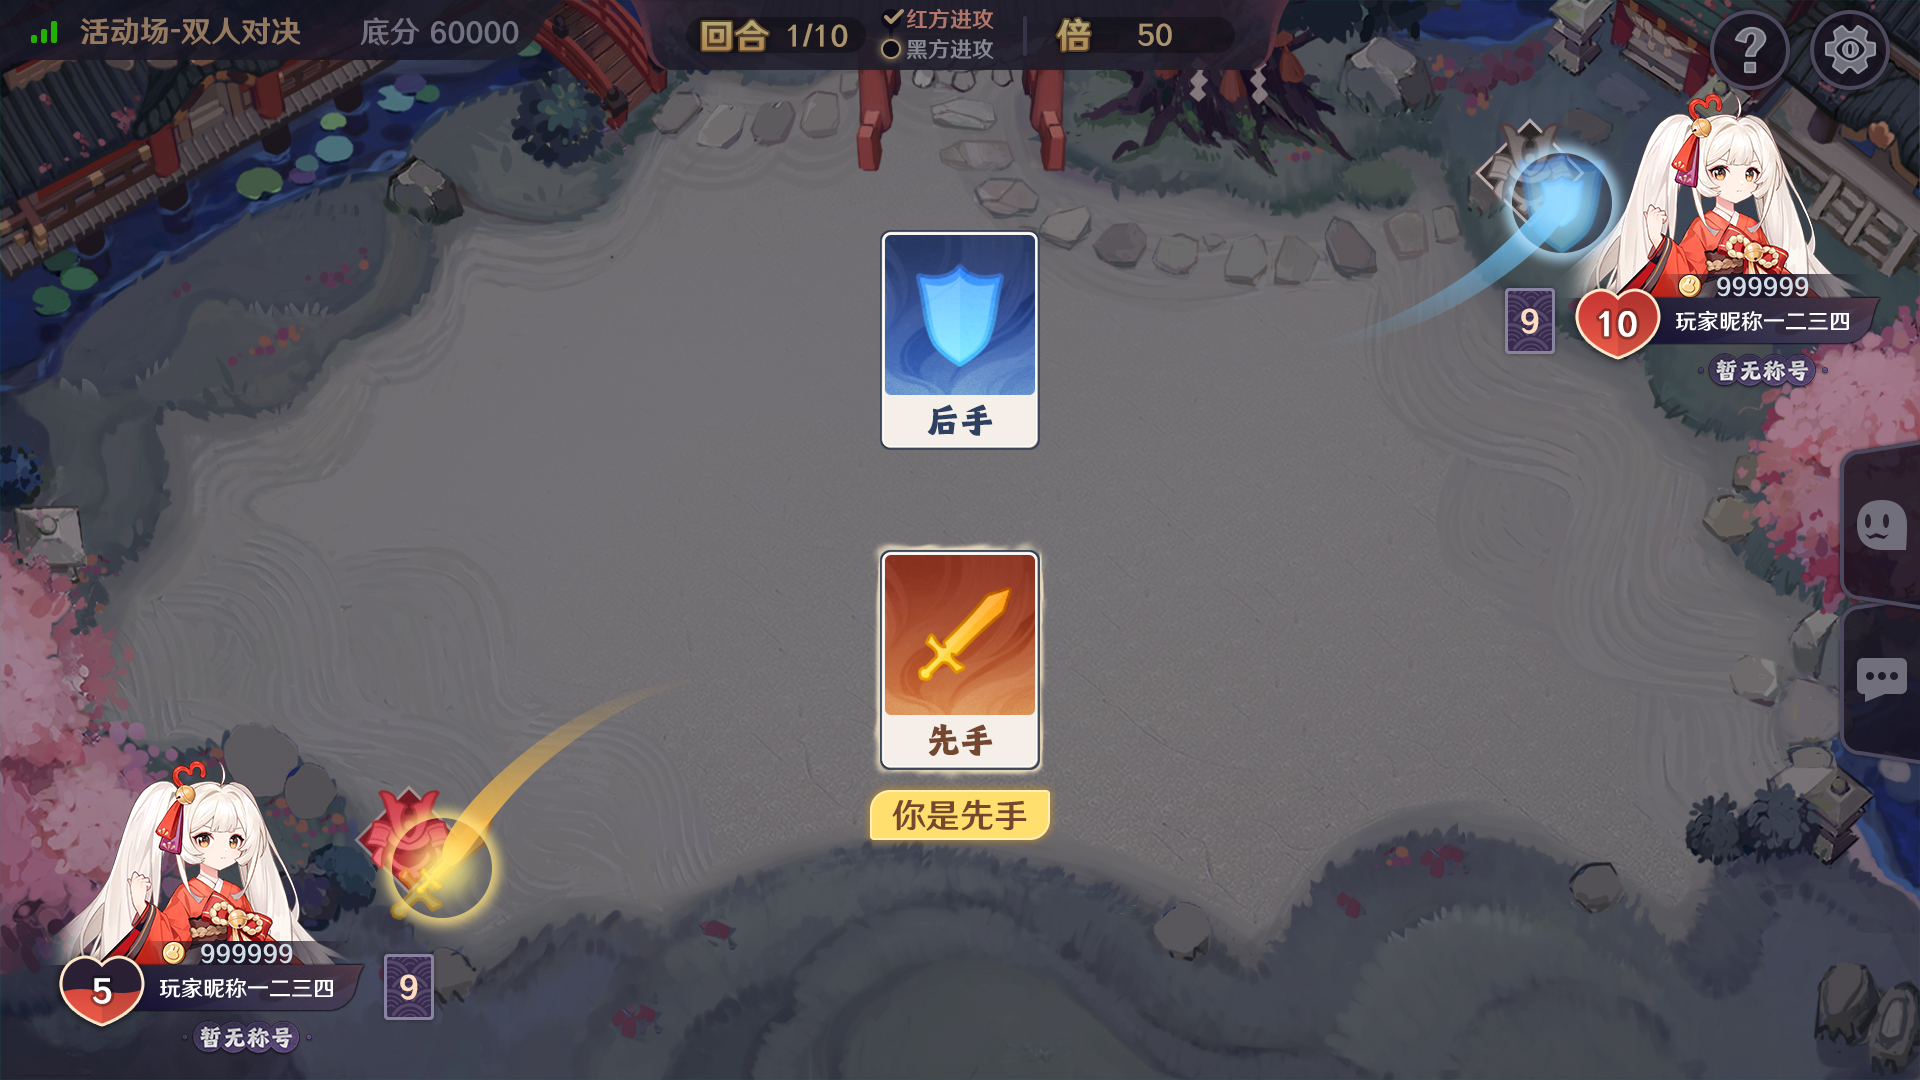 活动场-双人对决 底分 60000
回合 1/10
红方进攻
黑方进攻
倍 50
999999
9 10 玩家昵称一二三四
暂无称号
后手
先手
你是先手
999999
5 玩家昵称一二三四 9
暂无称号